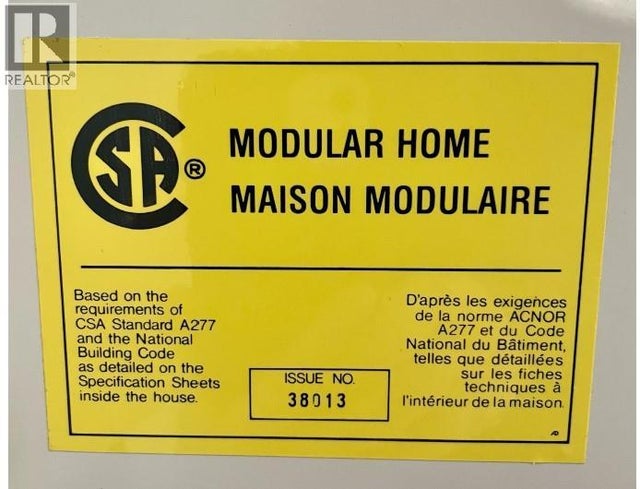 REALTOR®
CSA®
MODULAR HOME
MAISON MODULAIRE
Based on the
requirements of
CSA Standard A277
and the National
Building Code
as detailed on the
Specification Sheets
inside the house.
ISSUE NO.
38013
D'après les exigences
de la norme ACNOR
A277 et du Code
National du Bâtiment,
telles que détaillées
sur les fiches
techniques à
l'intérieur de la maison.